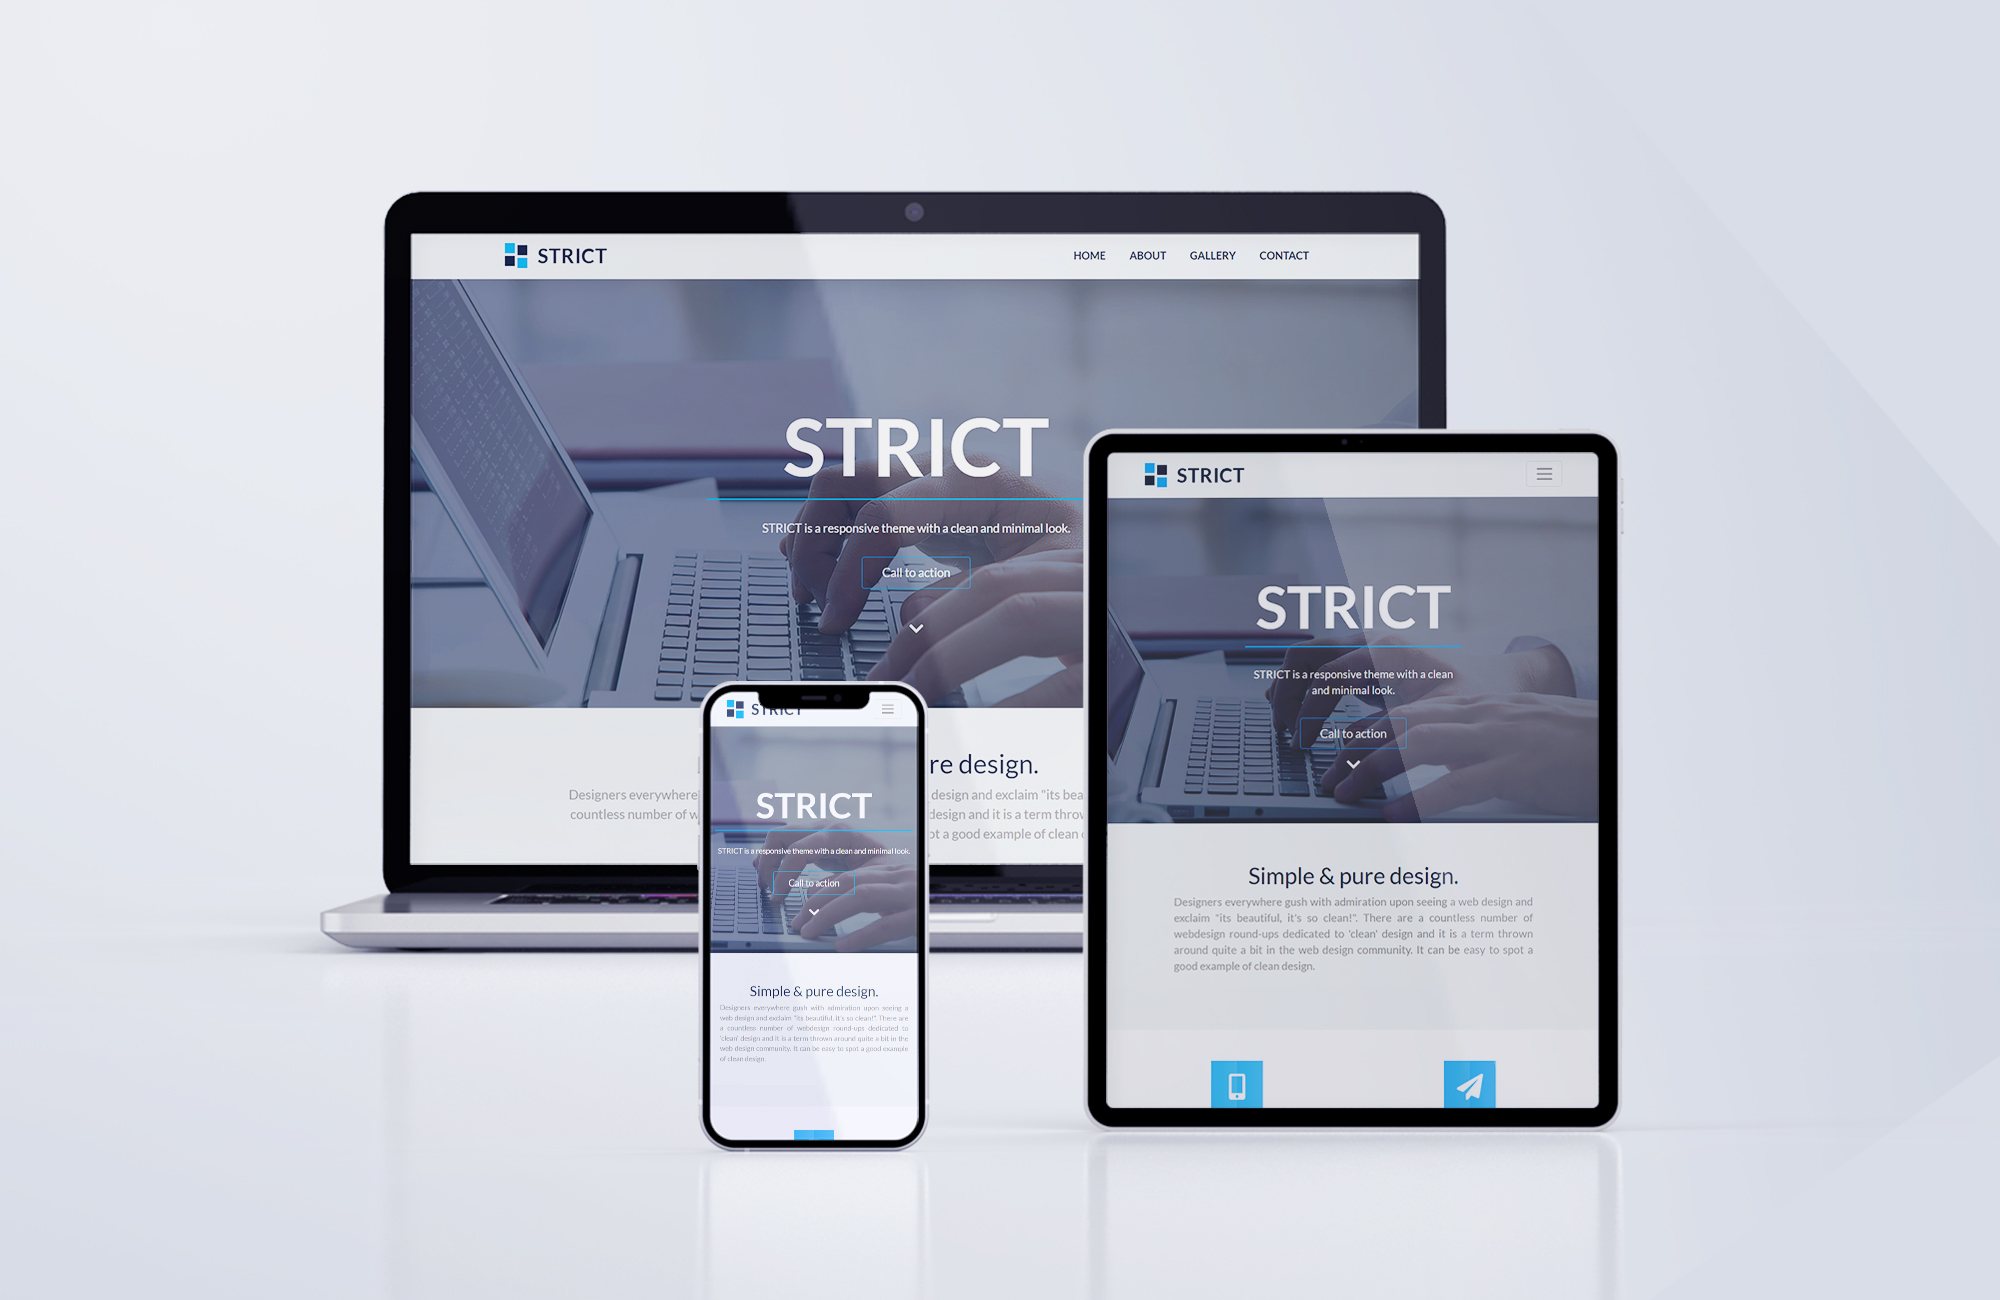 STRICT
HOME ABOUT GALLERY CONTACT
STRICT
STRICT is a responsive theme with a clean and minimal look.
Call to action
re design.
Designers everywhere design and exclaim "its bea
countless number of w design and it is a term throw
ot a good example of clean
STRICT
STRICT
STRICT is a responsive theme with a clean and minimal look.
Call to action
Simple & pure design.
Designers everywhere gush with admiration upon seeing a
web design and exclaim "its beautiful, it's so clean!". There are
a countless number of webdesign round-ups dedicated to
'clean' design and it is a term thrown around quite a bit in the
web design community. It can be easy to spot a good example
of clean design.
STRICT
STRICT
STRICT is a responsive theme with a clean
and minimal look.
Call to action
Simple & pure design.
Designers everywhere gush with admiration upon seeing a web design and
exclaim "its beautiful, it's so clean!". There are a countless number of
webdesign round-ups dedicated to 'clean' design and it is a term thrown
around quite a bit in the web design community. It can be easy to spot a
good example of clean design.